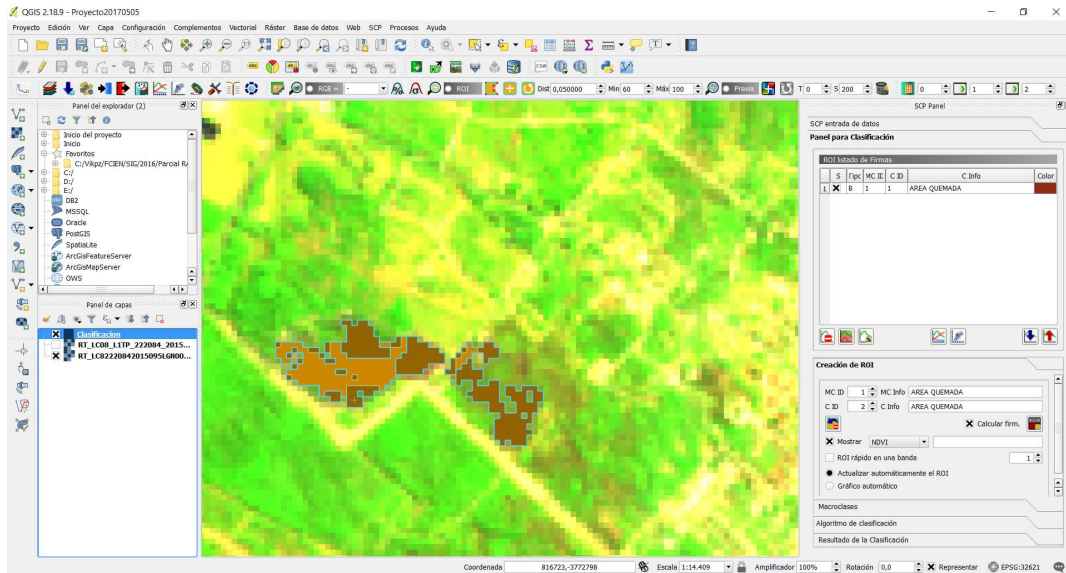 QGIS 2.18.9 - Proyecto20170505
Proyecto Edición Ver Capa Configuración Complementos Vectorial Ráster Base de datos Web SCP Procesos Ayuda
RGB = - ROI Dist 0,050000 Min 60 Máx 100 Previa T 0 S 200 0 1 2
Panel del explorador (2)
Inicio del proyecto
Inicio
Favoritos
C:/Vikpz/FCIEN/SIG/2016/Parcial RA
C:/
D:/
E:/
DB2
MSSQL
Oracle
PostGIS
SpatiaLite
ArcGisFeatureServer
ArcGisMapServer
OWS
Panel de capas
Clasificacion
RT_LC08_L1TP_222084_2015...
RT_LC82220842015095LGN00...
SCP Panel
SCP entrada de datos
Panel para Clasificación
ROI listado de Firmas
S Tipc MC IC C ID C Info Color
1 B 1 1 AREA QUEMADA
Creación de ROI
MC ID 1 MC Info AREA QUEMADA
C ID 2 C Info AREA QUEMADA
Calcular firm.
Mostrar NDVI
ROI rápido en una banda 1
Actualizar automáticamente el ROI
Gráfico automático
Macroclases
Algoritmo de clasificación
Resultado de la Clasificación
Coordenada 816723,-3772798 Escala 1:14.409 Amplificador 100% Rotación 0,0 Representar EPSG:32621